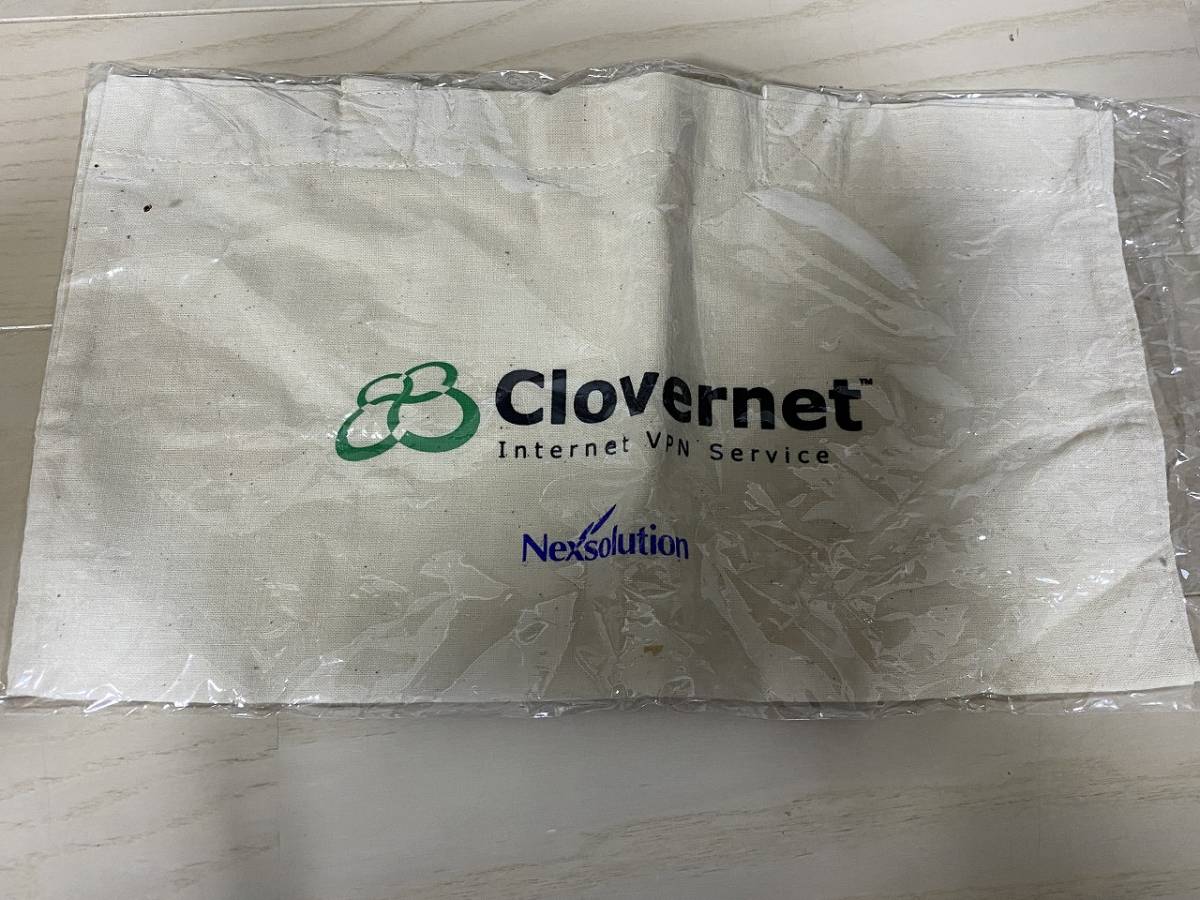 Clovernet™
Internet VPN Service
Nexsolution